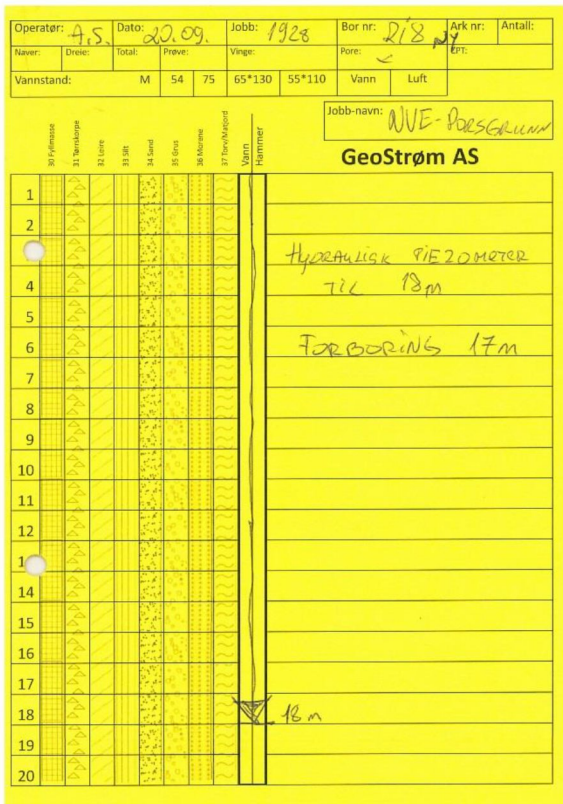 Operatør: A.S. Dato: 20.09. Jobb: 1928 Bor nr: RI8 NY Ark nr: Antall:
Naver: Dreie: Total: Prøve: Vinge: Pore: ✓ CPT:
Vannstand: M 54 75 65*130 55*110 Vann Luft
Jobb-navn: NVE-PORSGRUNN
30 Fyllmasse 31 Tørrskorpe 32 Leire 33 Silt 34 Sand 35 Grus 36 Morene 37 Torv/Matjord Vann Hammer
GeoStrøm AS
1
2
HYDRAULISK PIEZOMETER
4 TIL 18m
5
6 FORBORING 17M
7
8
9
10
11
12
1
14
15
16
17
18 18 m
19
20